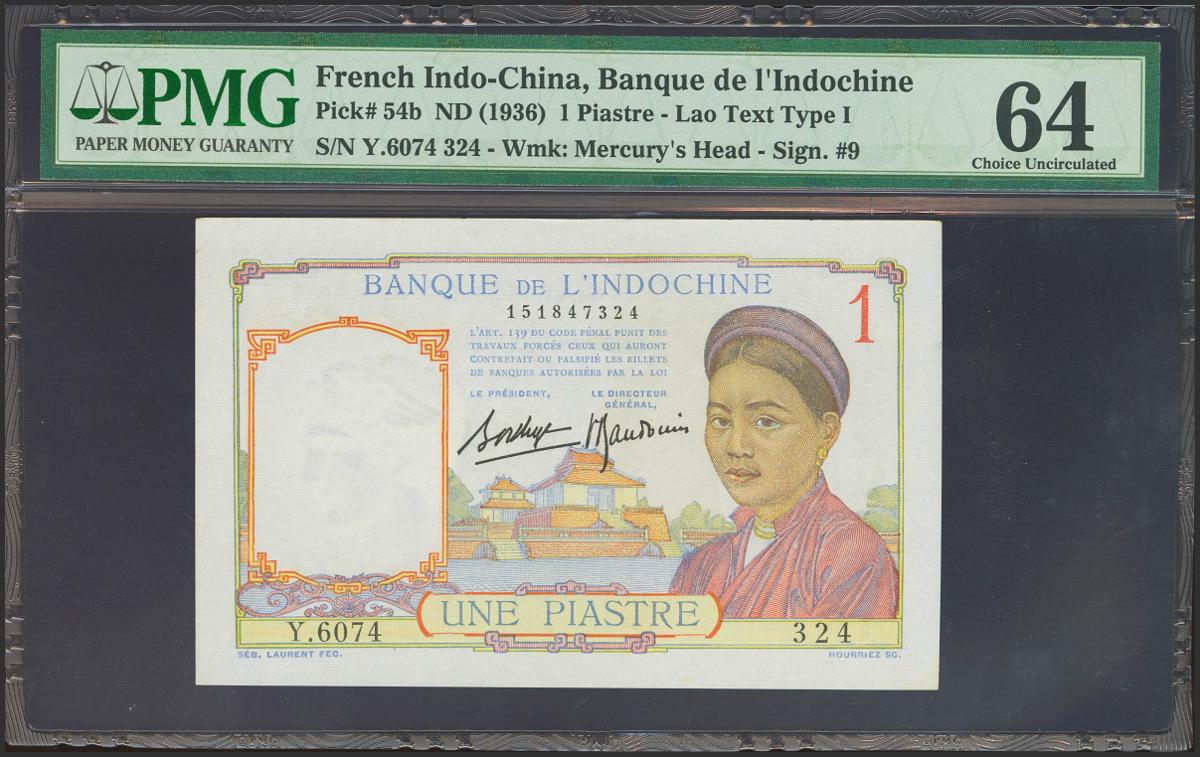 PMG
PAPER MONEY GUARANTY
French Indo-China, Banque de l'Indochine
Pick# 54b ND (1936) 1 Piastre - Lao Text Type I
S/N Y.6074 324 - Wmk: Mercury's Head - Sign. #9
64
Choice Uncirculated
BANQUE DE L'INDOCHINE
151847324
1
L'ART. 139 DU CODE PÉNAL PUNIT DES
TRAVAUX FORCÉS CEUX QUI AURONT
CONTREFAIT OU FALSIFIÉ LES BILLETS
DE BANQUES AUTORISÉES PAR LA LOI
LE PRÉSIDENT, LE DIRECTEUR
GÉNÉRAL,
UNE PIASTRE
Y.6074
324
SÉB. LAURENT FEC.
HOURRIEZ SC.